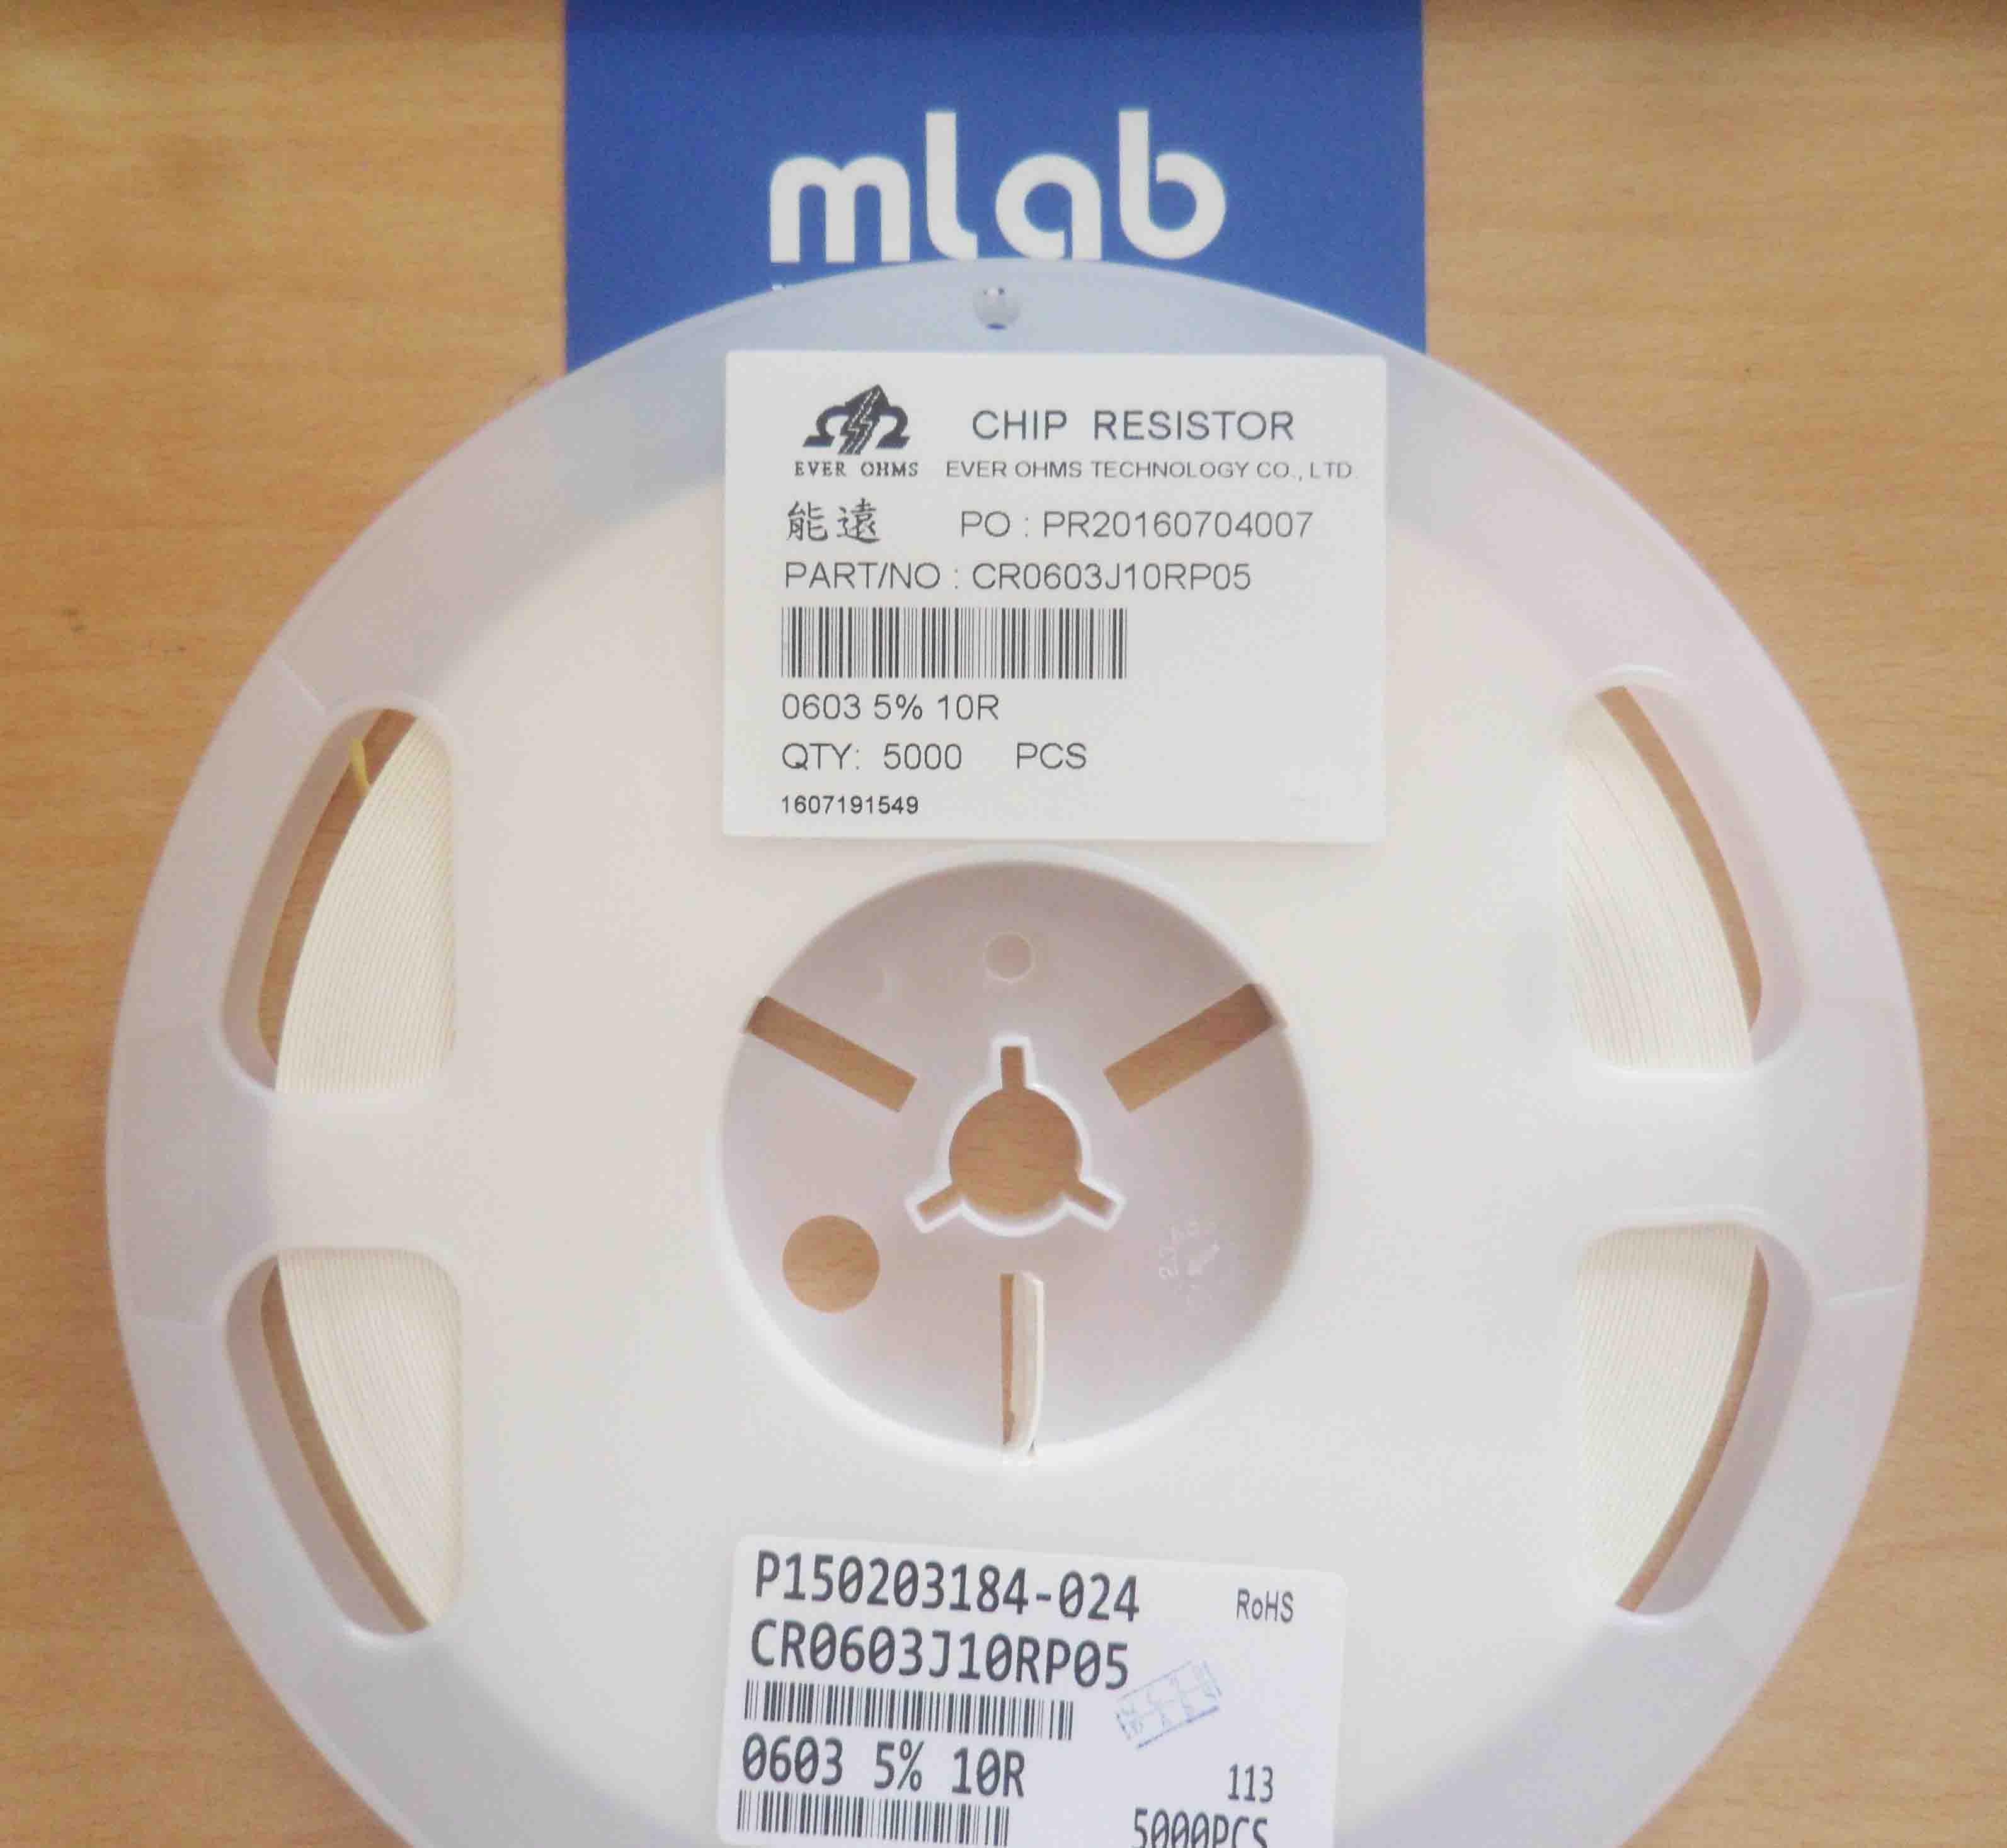 mlab
CHIP RESISTOR
EVER OHMS EVER OHMS TECHNOLOGY CO., LTD.
能遠 PO : PR20160704007
PART/NO : CR0603J10RP05
0603 5% 10R
QTY: 5000 PCS
1607191549
P150203184-024 RoHS
CR0603J10RP05
0603 5% 10R 113
5000PCS